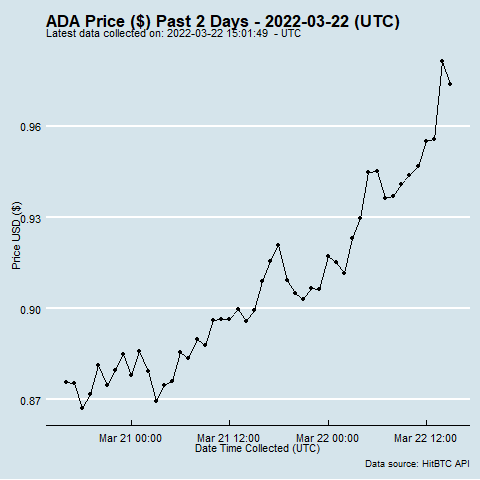 ADA Price ($) Past 2 Days - 2022-03-22 (UTC)
Latest data collected on: 2022-03-22 15:01:49 - UTC
0.96
0.93
0.90
0.87
Price USD ($)
Mar 21 00:00
Mar 21 12:00
Mar 22 00:00
Mar 22 12:00
Date Time Collected (UTC)
Data source: HitBTC API